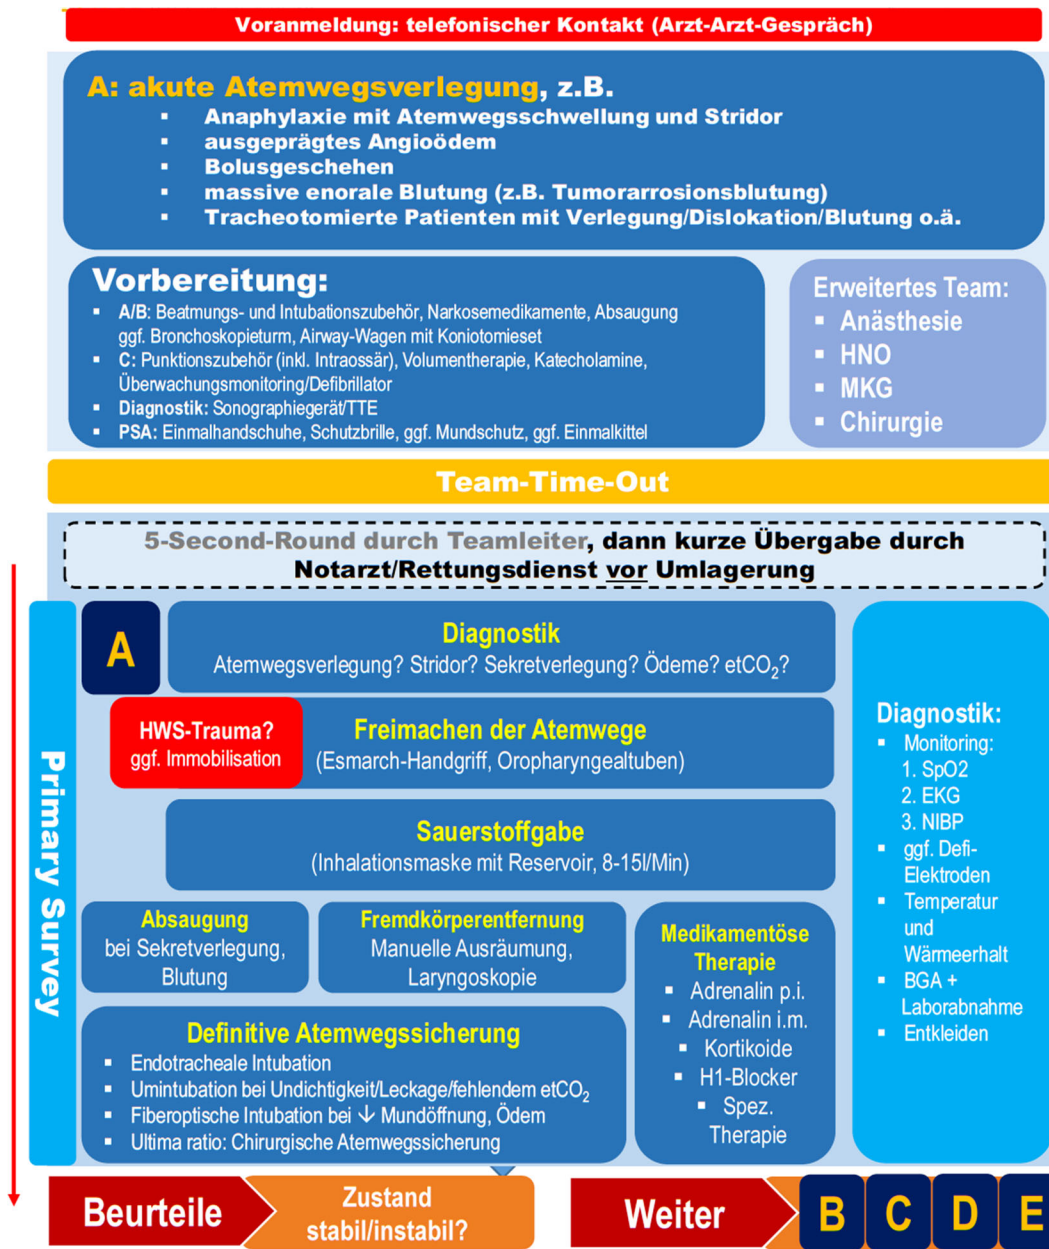 Voranmeldung: telefonischer Kontakt (Arzt-Arzt-Gespräch)
A: akute Atemwegsverlegung, z.B.
▪ Anaphylaxie mit Atemwegsschwellung und Stridor
▪ ausgeprägtes Angioödem
▪ Bolusgeschehen
▪ massive enorale Blutung (z.B. Tumorarrosionsblutung)
▪ Tracheotomierte Patienten mit Verlegung/Dislokation/Blutung o.ä.
Vorbereitung:
▪ A/B: Beatmungs- und Intubationszubehör, Narkosemedikamente, Absaugung
ggf. Bronchoskopieturm, Airway-Wagen mit Koniotomieset
▪ C: Punktionszubehör (inkl. Intraossär), Volumentherapie, Katecholamine,
Überwachungsmonitoring/Defibrillator
▪ Diagnostik: Sonographiegerät/TTE
▪ PSA: Einmalhandschuhe, Schutzbrille, ggf. Mundschutz, ggf. Einmalkittel
Erweitertes Team:
▪ Anästhesie
▪ HNO
▪ MKG
▪ Chirurgie
Team-Time-Out
5-Second-Round durch Teamleiter, dann kurze Übergabe durch
Notarzt/Rettungsdienst vor Umlagerung
Primary Survey
A
Diagnostik
Atemwegsverlegung? Stridor? Sekretverlegung? Ödeme? etCO₂?
HWS-Trauma?
ggf. Immobilisation
Freimachen der Atemwege
(Esmarch-Handgriff, Oropharyngealtuben)
Sauerstoffgabe
(Inhalationsmaske mit Reservoir, 8-15l/Min)
Absaugung
bei Sekretverlegung,
Blutung
Fremdkörperentfernung
Manuelle Ausräumung,
Laryngoskopie
Medikamentöse
Therapie
▪ Adrenalin p.i.
▪ Adrenalin i.m.
▪ Kortikoide
▪ H1-Blocker
▪ Spez.
Therapie
Definitive Atemwegssicherung
▪ Endotracheale Intubation
▪ Umintubation bei Undichtigkeit/Leckage/fehlendem etCO₂
▪ Fiberoptische Intubation bei ↓ Mundöffnung, Ödem
▪ Ultima ratio: Chirurgische Atemwegssicherung
Diagnostik:
▪ Monitoring:
1. SpO2
2. EKG
3. NIBP
▪ ggf. Defi-
Elektroden
▪ Temperatur
und
Wärmeerhalt
▪ BGA +
Laborabnahme
▪ Entkleiden
Beurteile
Zustand
stabil/instabil?
Weiter
B C D E